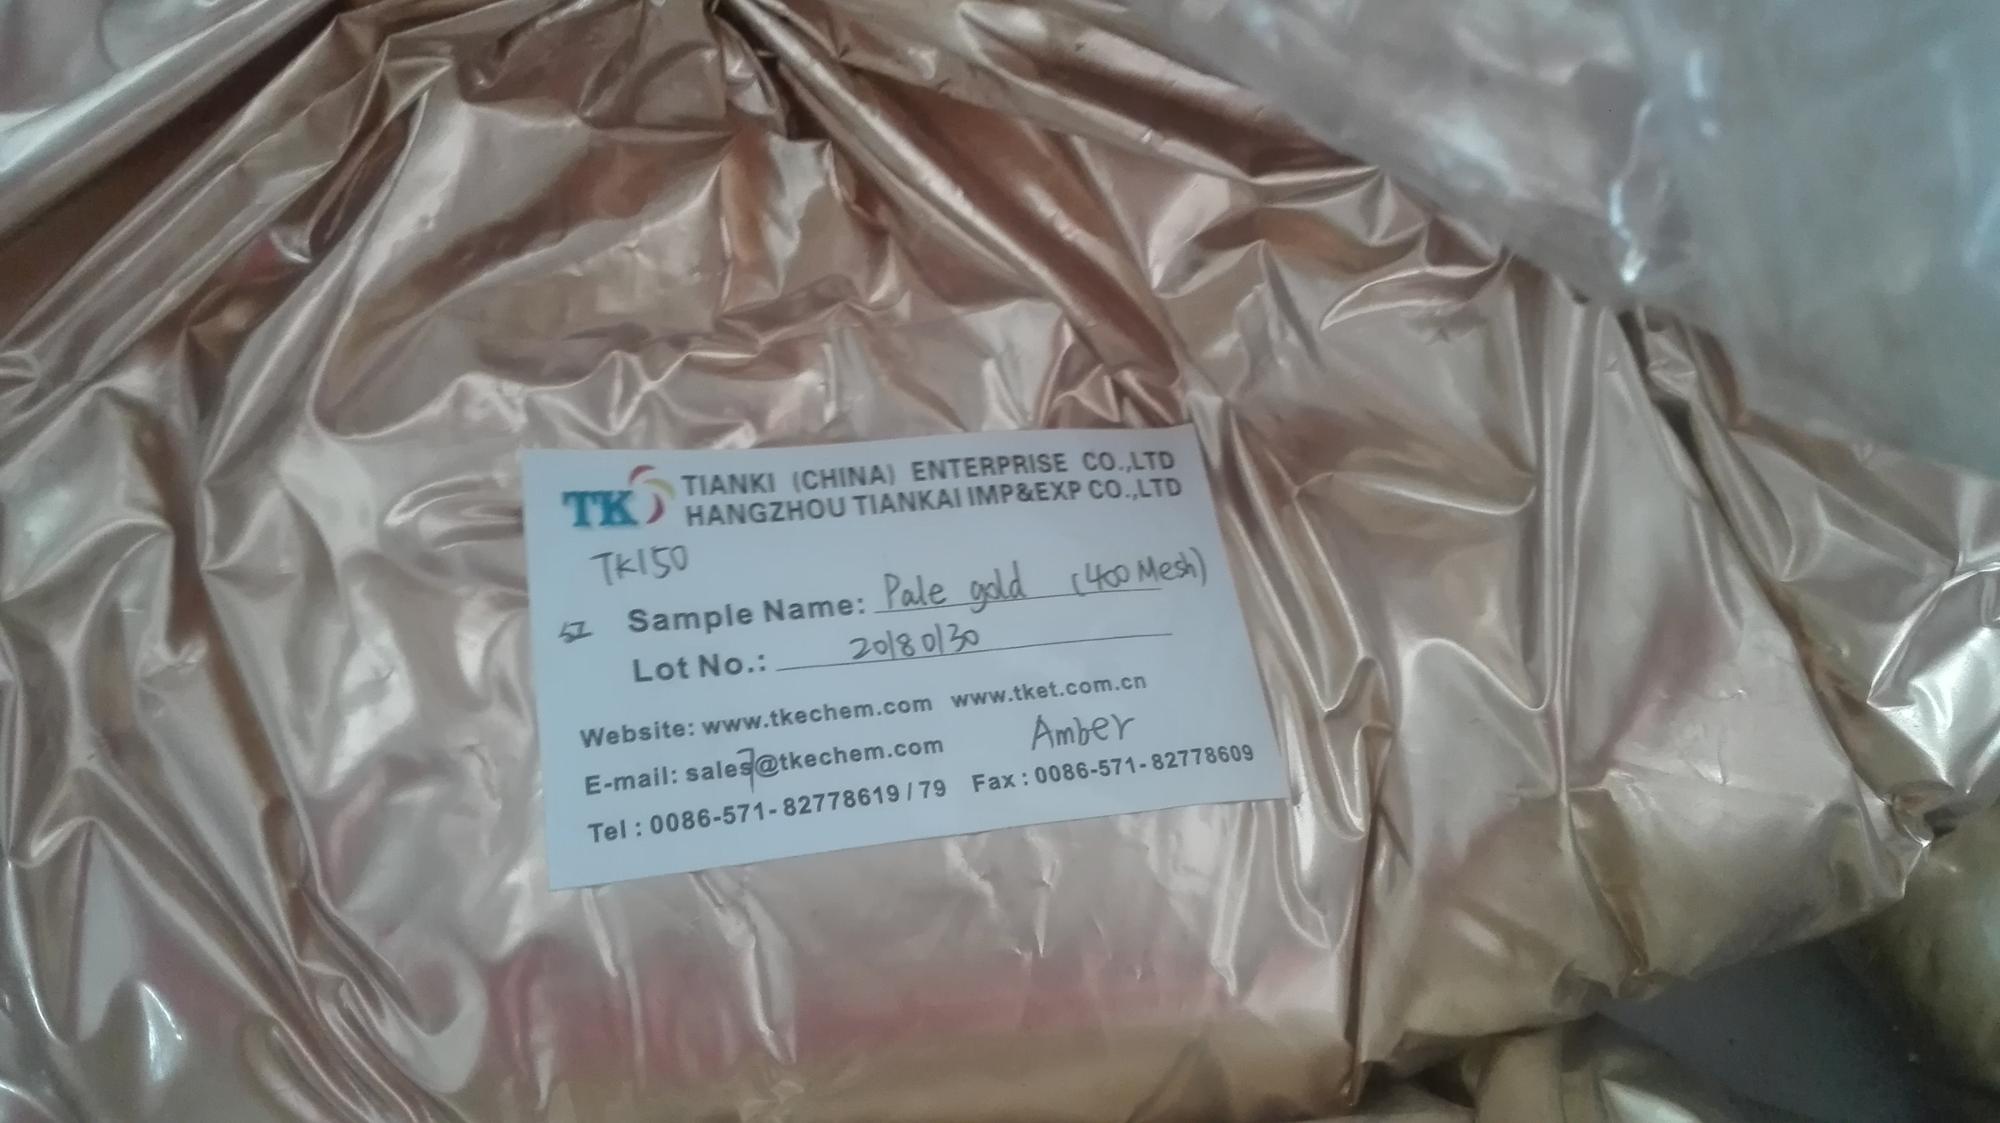 TK TIANKI (CHINA) ENTERPRISE CO.,LTD
HANGZHOU TIANKAI IMP&EXP CO.,LTD
TK150
Sample Name: Pale gold (400 Mesh)
Lot No.: 20180130
Website: www.tkechem.com www.tket.com.cn
Amber
E-mail: sale7@tkechem.com
Tel : 0086-571-82778619 / 79 Fax : 0086-571-82778609